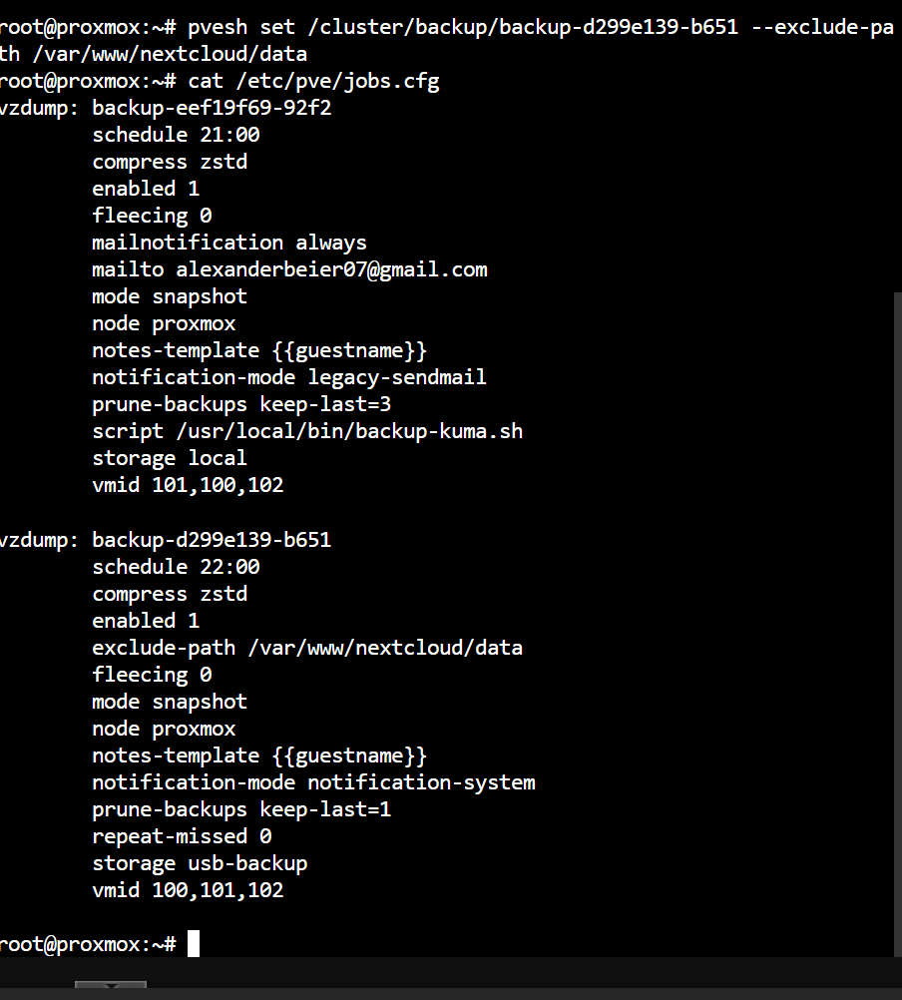 root@proxmox:~# pvesh set /cluster/backup/backup-d299e139-b651 --exclude-pa
th /var/www/nextcloud/data
root@proxmox:~# cat /etc/pve/jobs.cfg
vzdump: backup-eef19f69-92f2
schedule 21:00
compress zstd
enabled 1
fleecing 0
mailnotification always
mailto alexanderbeier07@gmail.com
mode snapshot
node proxmox
notes-template {{guestname}}
notification-mode legacy-sendmail
prune-backups keep-last=3
script /usr/local/bin/backup-kuma.sh
storage local
vmid 101,100,102
vzdump: backup-d299e139-b651
schedule 22:00
compress zstd
enabled 1
exclude-path /var/www/nextcloud/data
fleecing 0
mode snapshot
node proxmox
notes-template {{guestname}}
notification-mode notification-system
prune-backups keep-last=1
repeat-missed 0
storage usb-backup
vmid 100,101,102
root@proxmox:~#